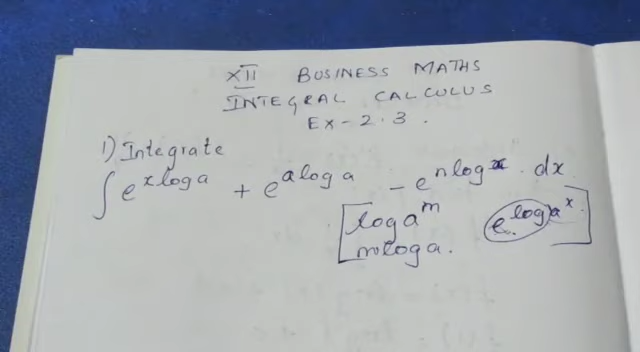 XII BUSINESS MATHS
INTEGRAL CALCULUS
EX-2.3.
1) Integrate
∫ e^{x log a} + e^{a log a} - e^{n log x} . dx
[log a^m e^{log a^x}.]
m log a.